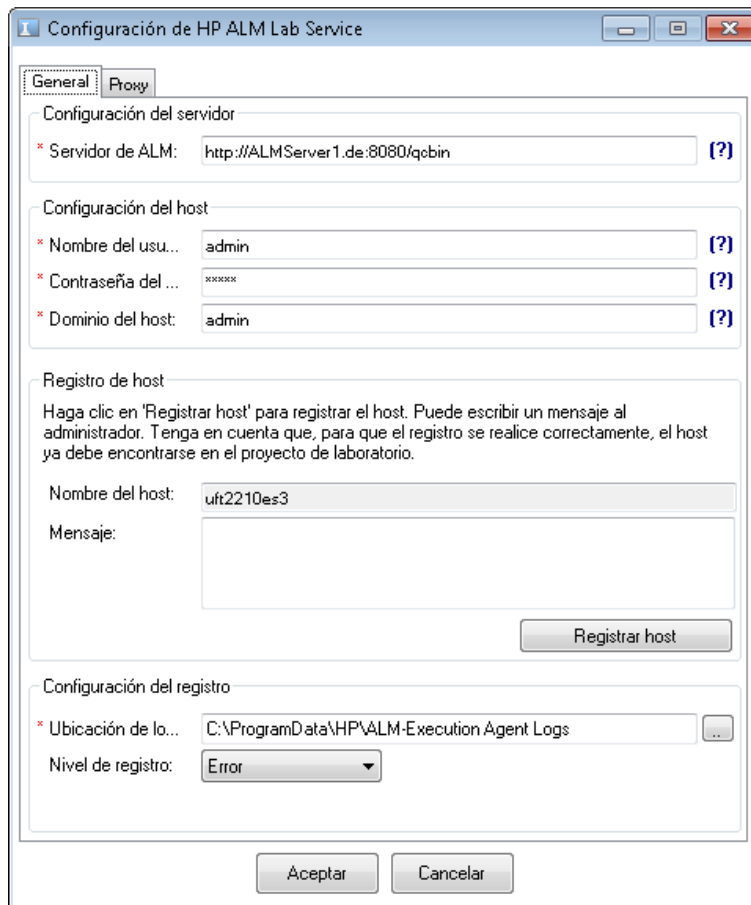 Configuración de HP ALM Lab Service
General Proxy
Configuración del servidor
* Servidor de ALM: http://ALMServer1.de:8080/qcbin (?)
Configuración del host
* Nombre del usu... admin (?)
* Contraseña del ... ***** (?)
* Dominio del host: admin (?)
Registro de host
Haga clic en 'Registrar host' para registrar el host. Puede escribir un mensaje al
administrador. Tenga en cuenta que, para que el registro se realice correctamente, el host
ya debe encontrarse en el proyecto de laboratorio.
Nombre del host: uft2210es3
Mensaje:
Registrar host
Configuración del registro
* Ubicación de lo... C:\ProgramData\HP\ALM-Execution Agent Logs ..
Nivel de registro: Error
Aceptar Cancelar